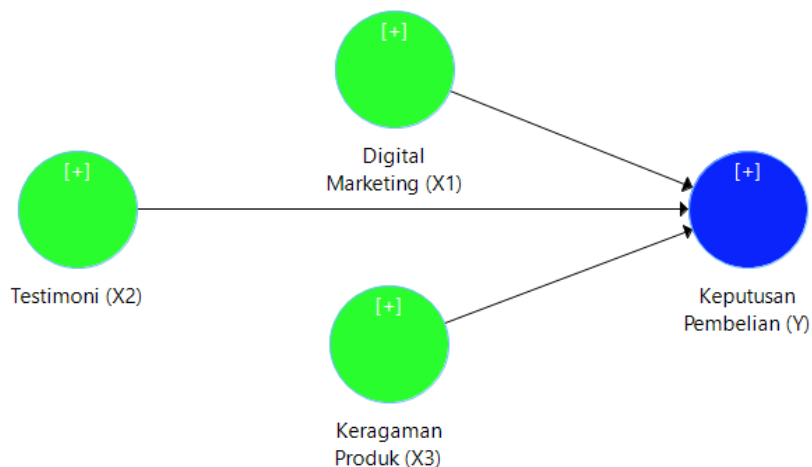 [+]
Digital
Marketing (X1)
[+]
Testimoni (X2)
[+]
Keputusan
Pembelian (Y)
[+]
Keragaman
Produk (X3)